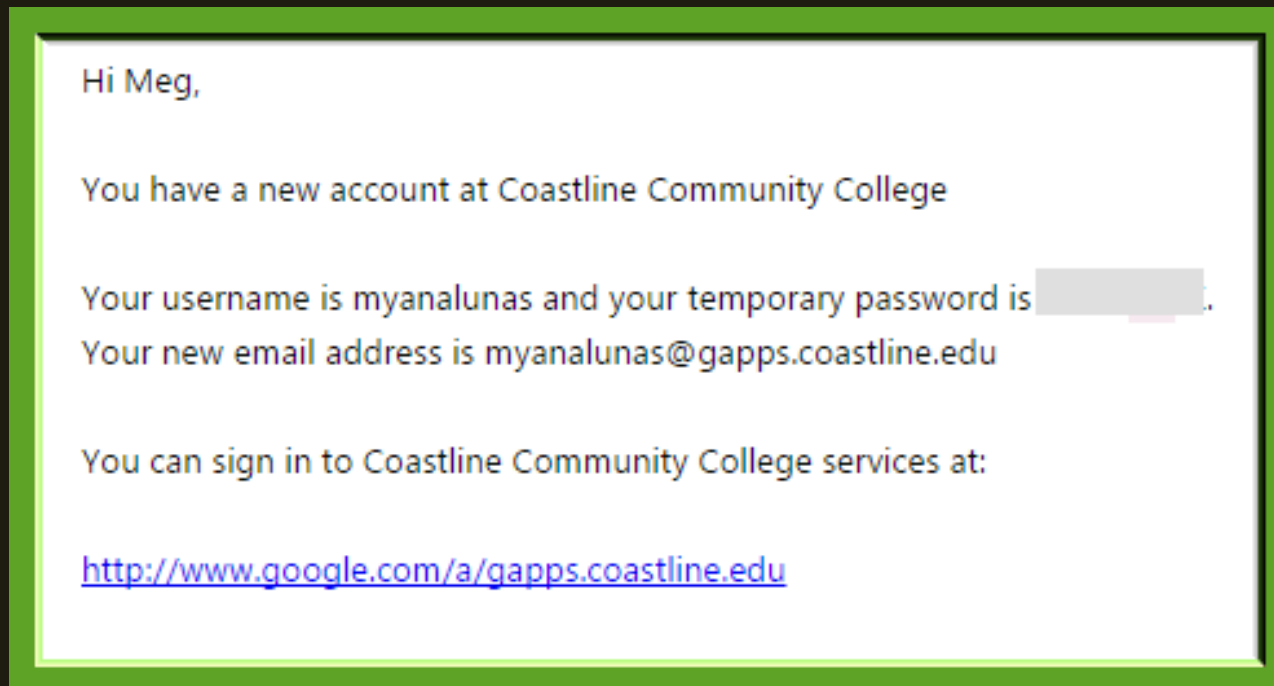 Hi Meg,
You have a new account at Coastline Community College
Your username is myanalunas and your temporary password is .
Your new email address is myanalunas@gapps.coastline.edu
You can sign in to Coastline Community College services at:
http://www.google.com/a/gapps.coastline.edu